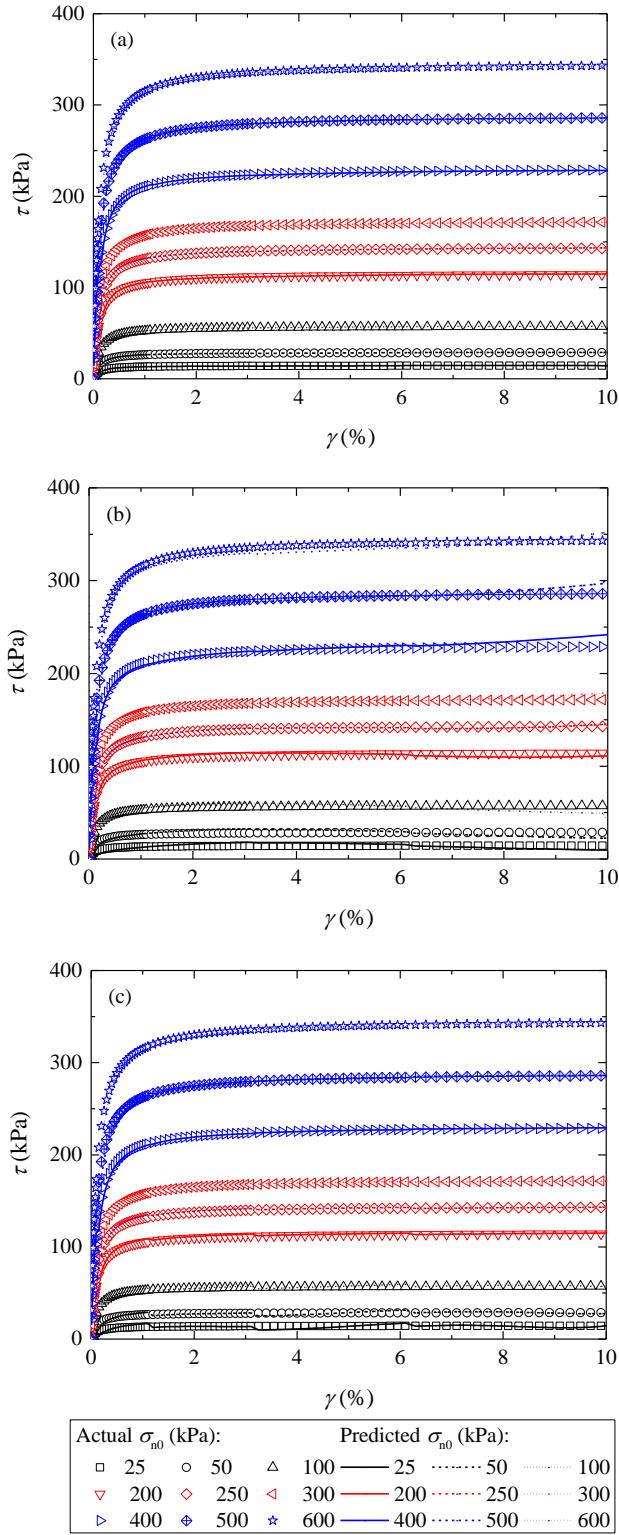 (a)
400
300
200
100
0
τ (kPa)
0 2 4 6 8 10
γ (%)
(b)
400
300
200
100
0
τ (kPa)
0 2 4 6 8 10
γ (%)
(c)
400
300
200
100
0
τ (kPa)
0 2 4 6 8 10
γ (%)
Actual σn0 (kPa): Predicted σn0 (kPa):
25 50 100 25 50 100
200 250 300 200 250 300
400 500 600 400 500 600